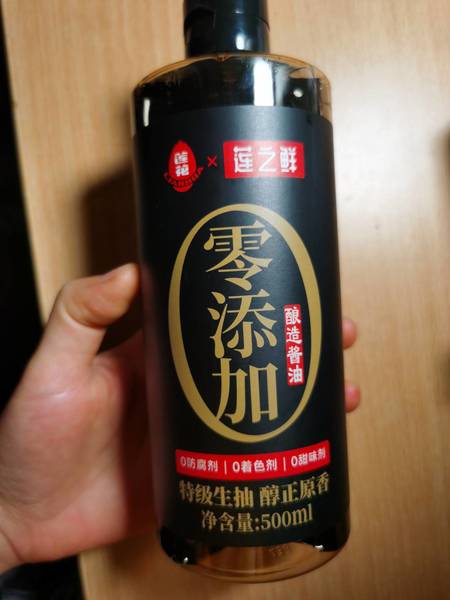 莲花 × 莲之鲜
LIANHUA
零添加
酿造酱油
0防腐剂 | 0着色剂 | 0甜味剂
特级生抽 醇正原香
净含量:500ml